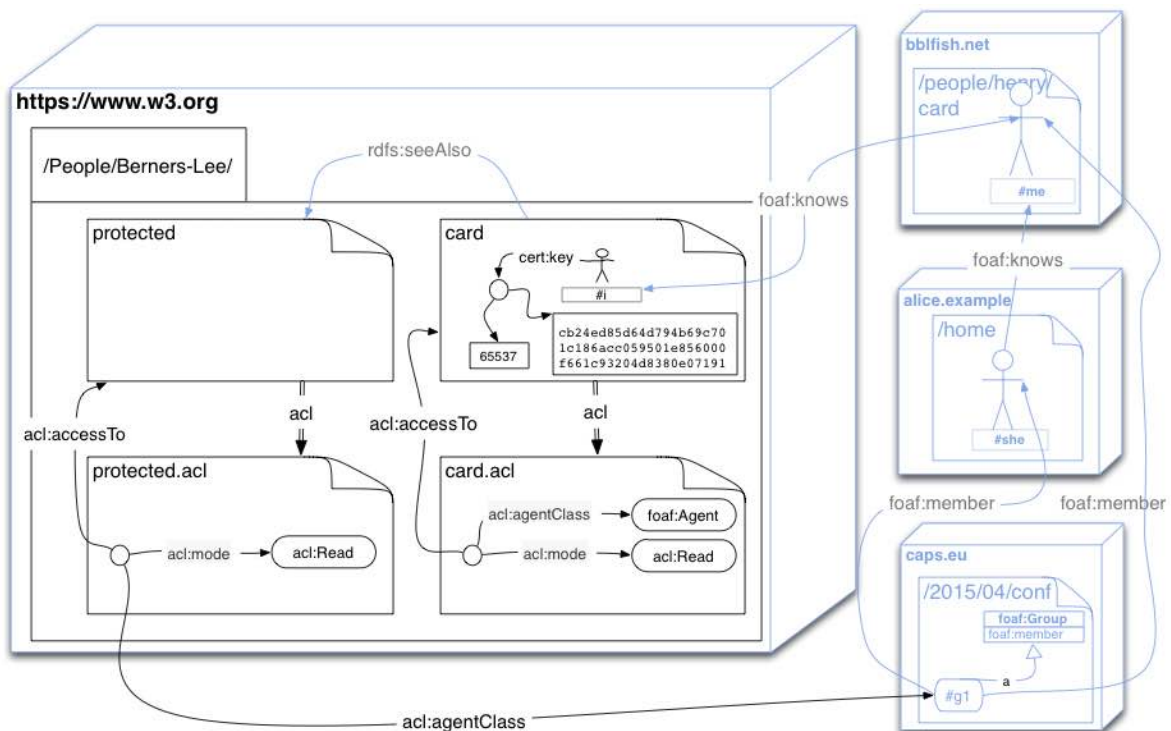 https://www.w3.org
/People/Berners-Lee/
rdfs:seeAlso
protected
card
cert:key
#i
65537
cb24ed85d64d794b69c70
1c186acc059501e856000
f661c93204d8380e07191
acl:accessTo
acl
acl:accessTo
acl
protected.acl
acl:mode
acl:Read
card.acl
acl:agentClass
foaf:Agent
acl:mode
acl:Read
acl:agentClass
foaf:knows
bblfish.net
/people/henry/
card
#me
foaf:knows
alice.example
/home
#she
foaf:member
foaf:member
caps.eu
/2015/04/conf
foaf:Group
foaf:member
a
#g1